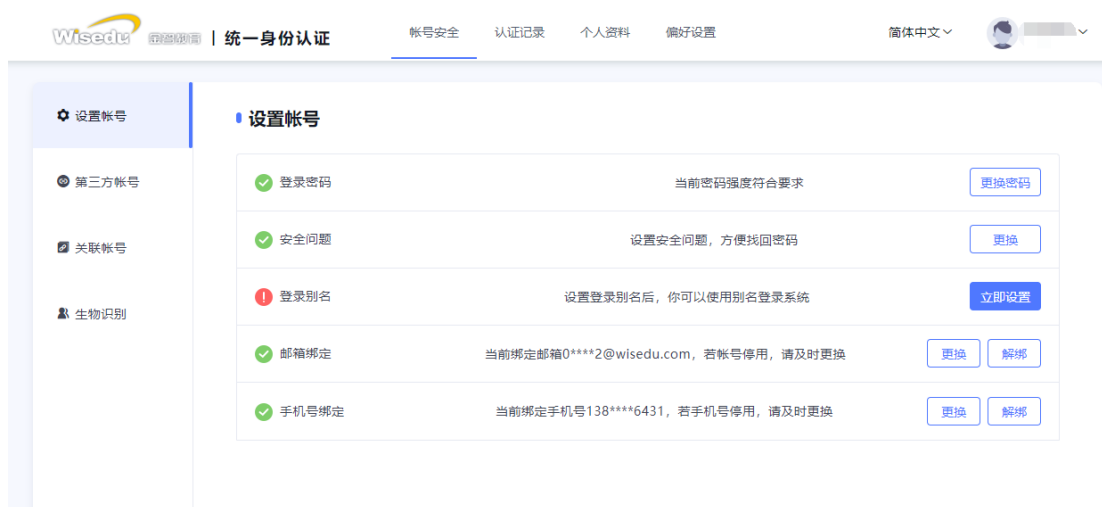 Wisedu 金智教育 | 统一身份认证 帐号安全 认证记录 个人资料 偏好设置 简体中文
设置帐号
第三方帐号
关联帐号
生物识别
设置帐号
登录密码 当前密码强度符合要求 更换密码
安全问题 设置安全问题，方便找回密码 更换
登录别名 设置登录别名后，你可以使用别名登录系统 立即设置
邮箱绑定 当前绑定邮箱0****2@wisedu.com，若帐号停用，请及时更换 更换 解绑
手机号绑定 当前绑定手机号138****6431，若手机号停用，请及时更换 更换 解绑